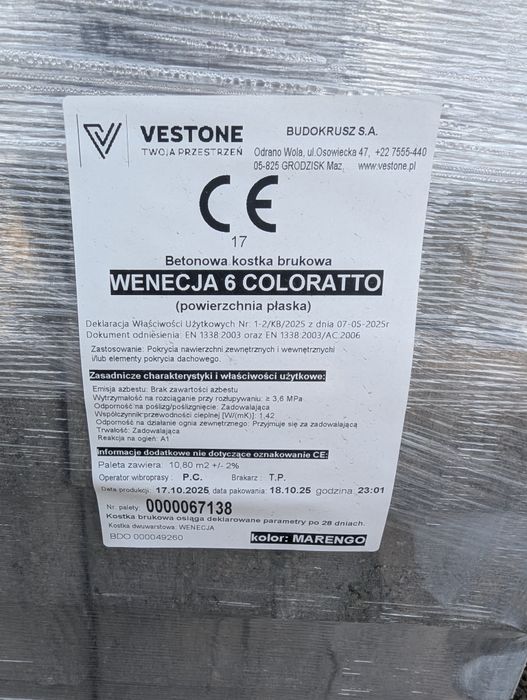 VESTONE
TWOJA PRZESTRZEŃ
BUDOKRUSZ S.A.
Odrano Wola, ul.Osowiecka 47, +22 7555-440
05-825 GRODZISK Maz. www.vestone.pl
CE
17
Betonowa kostka brukowa
WENECJA 6 COLORATTO
(powierzchnia płaska)
Deklaracja Właściwości Użytkowych Nr: 1-2/KB/2025 z dnia 07-05-2025r
Dokument odniesienia: EN 1338:2003 oraz EN 1338:2003/AC:2006
Zastosowanie: Pokrycia nawierzchni zewnętrznych i wewnętrznych
i/lub elementy pokrycia dachowego.
Zasadnicze charakterystyki i właściwości użytkowe:
Emisja azbestu: Brak zawartości azbestu
Wytrzymałość na rozciąganie przy rozłupywaniu: ≥ 3,6 MPa
Odporność na poślizg/poślizgnięcie: Zadowalająca
Współczynnik przewodności cieplnej [W/(mK)]: 1,42
Odporność na działanie ognia zewnętrznego: Przyjmuje się za zadowalającą
Trwałość: Zadowalająca
Reakcja na ogień: A1
Informacje dodatkowe nie dotyczące oznakowanie CE:
Paleta zawiera: 10,80 m2 +/- 2%
Operator wibroprasy: P.C. Brakarz: T.P.
Data produkcji: 17.10.2025 data pakowania: 18.10.25 godzina 23:01
Nr. palety: 0000067138
Kostka brukowa osiąga deklarowane parametry po 28 dniach.
Kostka dwuwarstowa: WENECJA
BDO 000049260 kolor: MARENGO